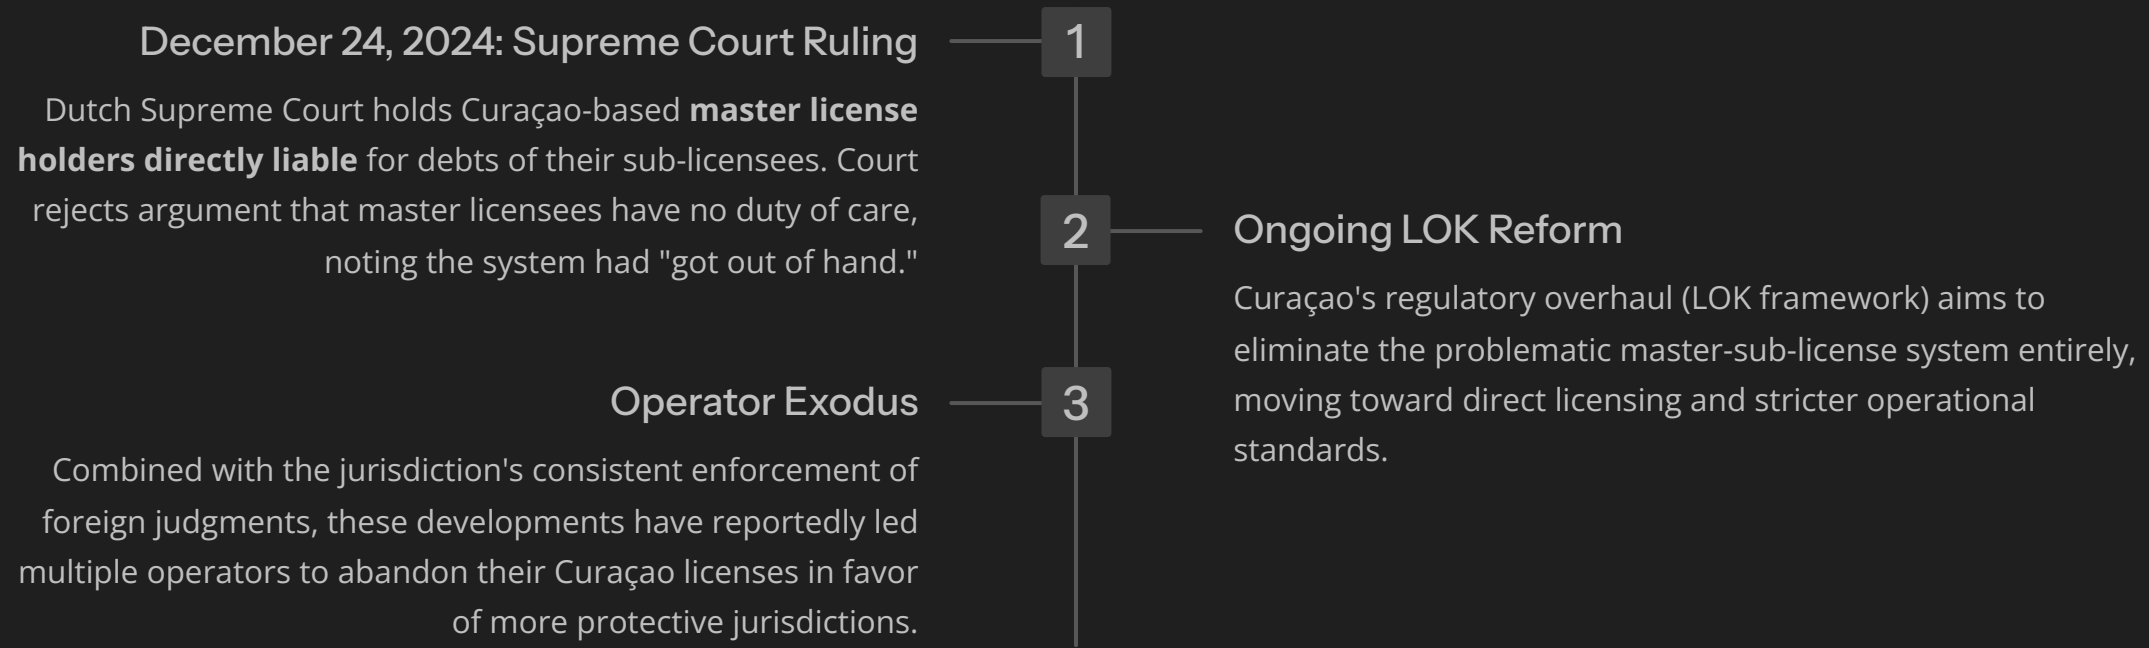 December 24, 2024: Supreme Court Ruling
1
Dutch Supreme Court holds Curaçao-based master license
holders directly liable for debts of their sub-licensees. Court
rejects argument that master licensees have no duty of care,
noting the system had "got out of hand."
2
Ongoing LOK Reform
Curaçao's regulatory overhaul (LOK framework) aims to
eliminate the problematic master-sub-license system entirely,
moving toward direct licensing and stricter operational
standards.
Operator Exodus
3
Combined with the jurisdiction's consistent enforcement of
foreign judgments, these developments have reportedly led
multiple operators to abandon their Curaçao licenses in favor
of more protective jurisdictions.